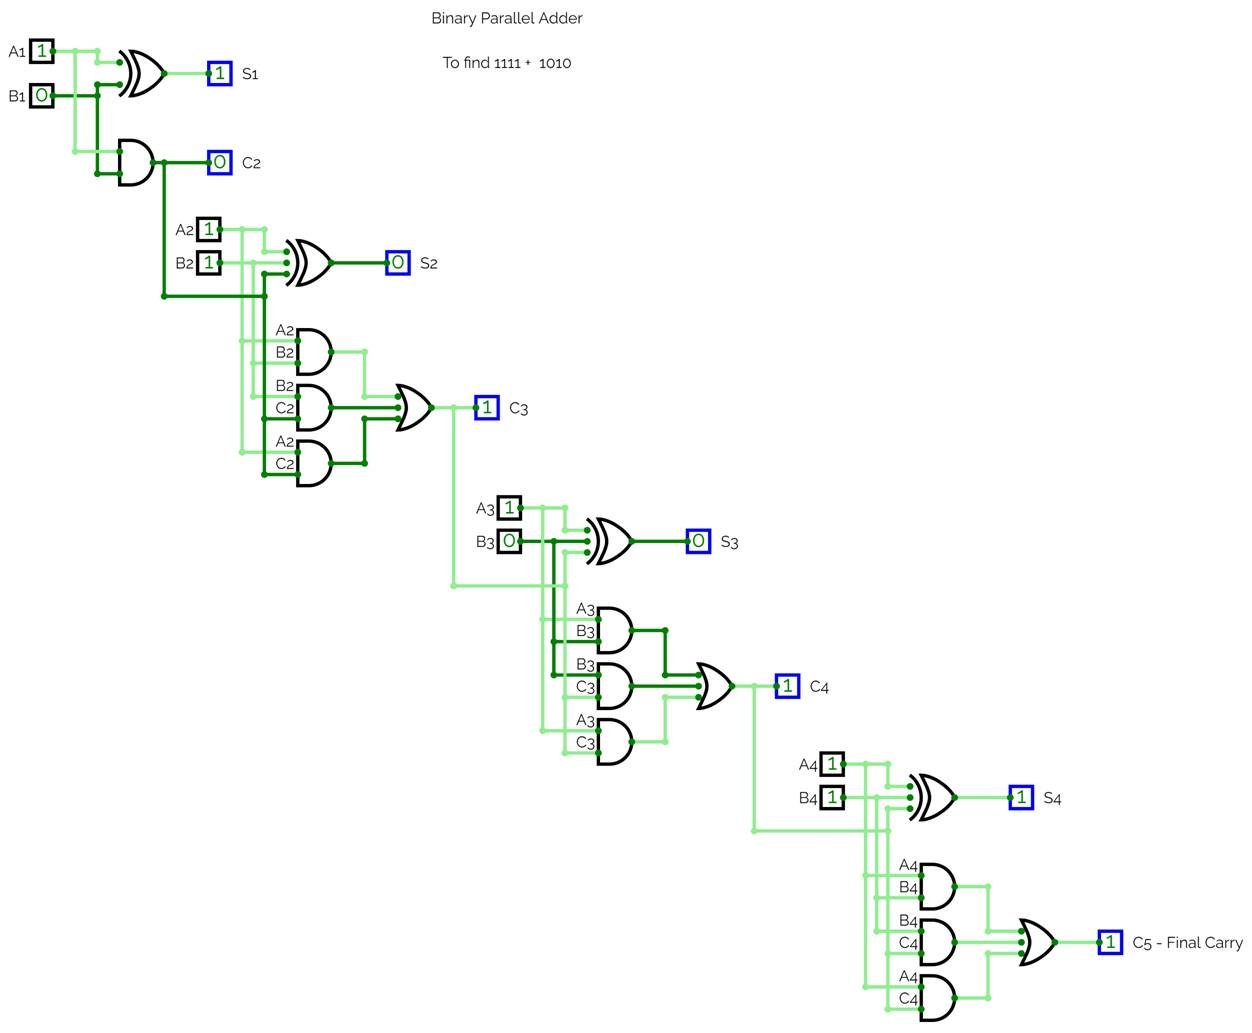 Binary Parallel Adder
To find 1111 + 1010
A1 1
B1 0
1 S1
0 C2
A2 1
B2 1
0 S2
A2
B2
B2
C2
A2
C2
1 C3
A3 1
B3 0
0 S3
A3
B3
B3
C3
A3
C3
1 C4
A4 1
B4 1
1 S4
A4
B4
B4
C4
A4
C4
1 C5 - Final Carry